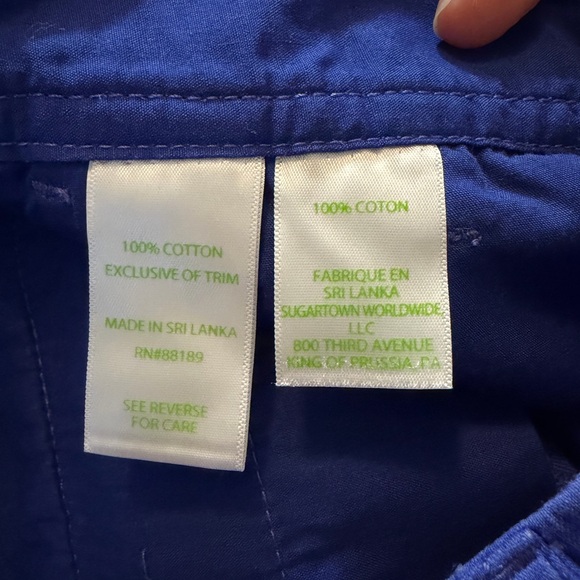 100% COTTON
EXCLUSIVE OF TRIM
MADE IN SRI LANKA
RN#88189
SEE REVERSE
FOR CARE
100% COTON
FABRIQUE EN
SRI LANKA
SUGARTOWN WORLDWIDE
LLC
800 THIRD AVENUE
KING OF PRUSSIA, PA